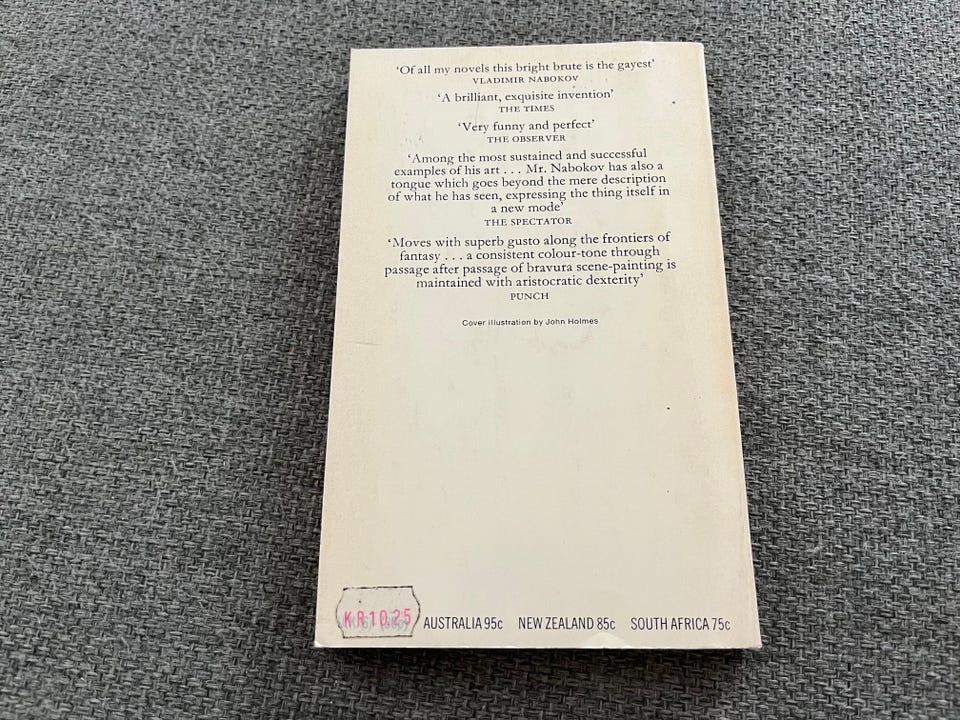 ‘Of all my novels this bright brute is the gayest’
VLADIMIR NABOKOV
‘A brilliant, exquisite invention’
THE TIMES
‘Very funny and perfect’
THE OBSERVER
‘Among the most sustained and successful
examples of his art . . . Mr. Nabokov has also a
tongue which goes beyond the mere description
of what he has seen, expressing the thing itself in
a new mode’
THE SPECTATOR
‘Moves with superb gusto along the frontiers of
fantasy . . . a consistent colour-tone through
passage after passage of bravura scene-painting is
maintained with aristocratic dexterity’
PUNCH
Cover illustration by John Holmes
KR10.25
AUSTRALIA 95c NEW ZEALAND 85c SOUTH AFRICA 75c